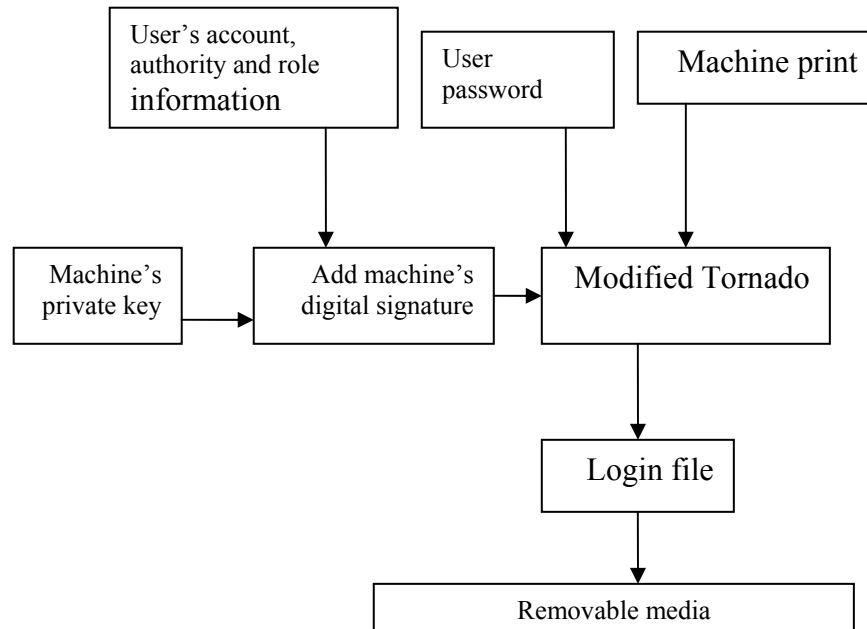 User’s account,
authority and role
information
User
password
Machine print
Machine’s
private key
Add machine’s
digital signature
Modified Tornado
Login file
Removable media